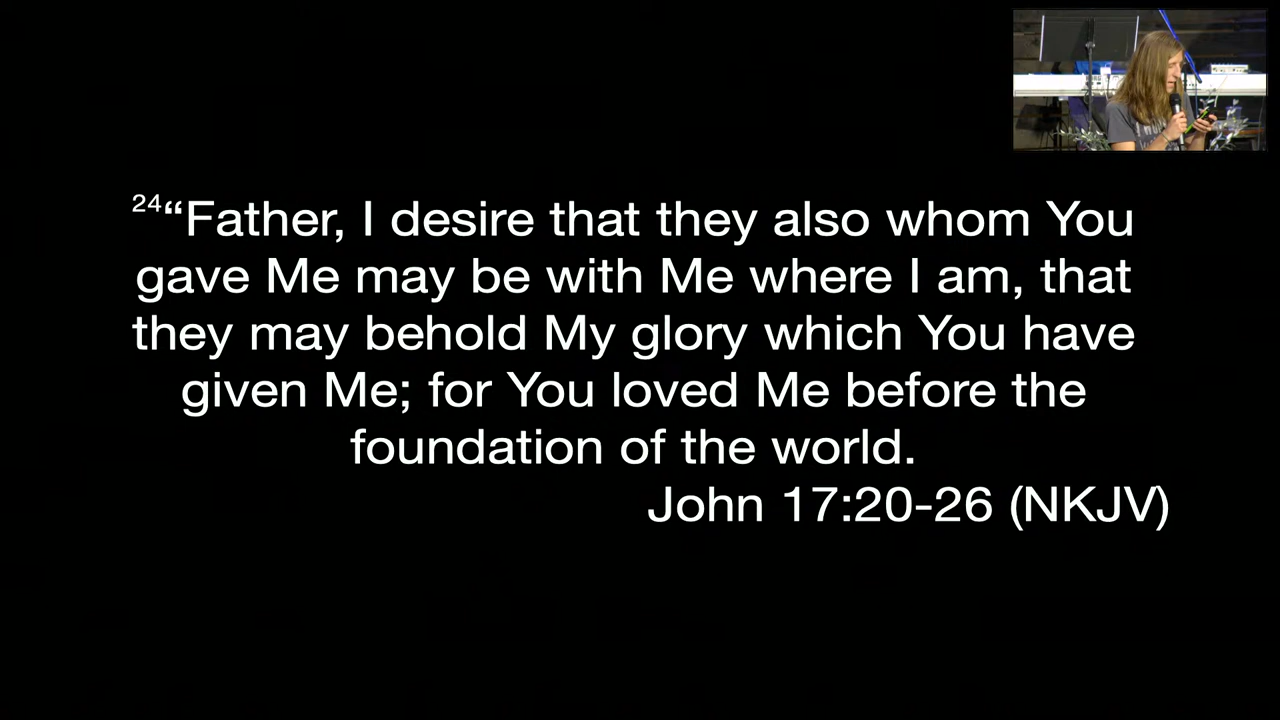 24“Father, I desire that they also whom You
gave Me may be with Me where I am, that
they may behold My glory which You have
given Me; for You loved Me before the
foundation of the world.
John 17:20-26 (NKJV)